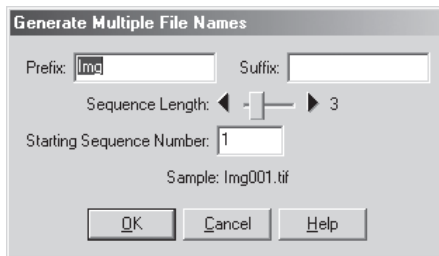 Generate Multiple File Names
Prefix: Img Suffix:
Sequence Length: 3
Starting Sequence Number: 1
Sample: Img001.tif
OK Cancel Help